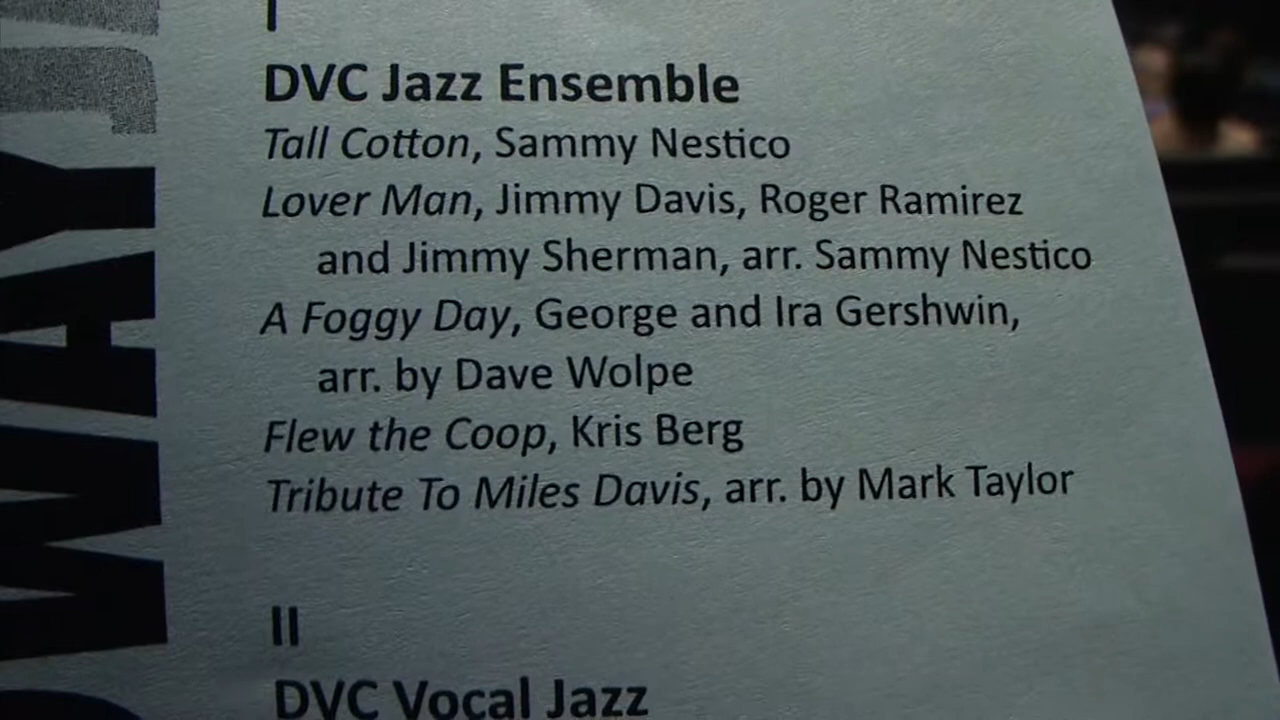 I
DVC Jazz Ensemble
Tall Cotton, Sammy Nestico
Lover Man, Jimmy Davis, Roger Ramirez
and Jimmy Sherman, arr. Sammy Nestico
A Foggy Day, George and Ira Gershwin,
arr. by Dave Wolpe
Flew the Coop, Kris Berg
Tribute To Miles Davis, arr. by Mark Taylor
II
DVC Vocal Jazz